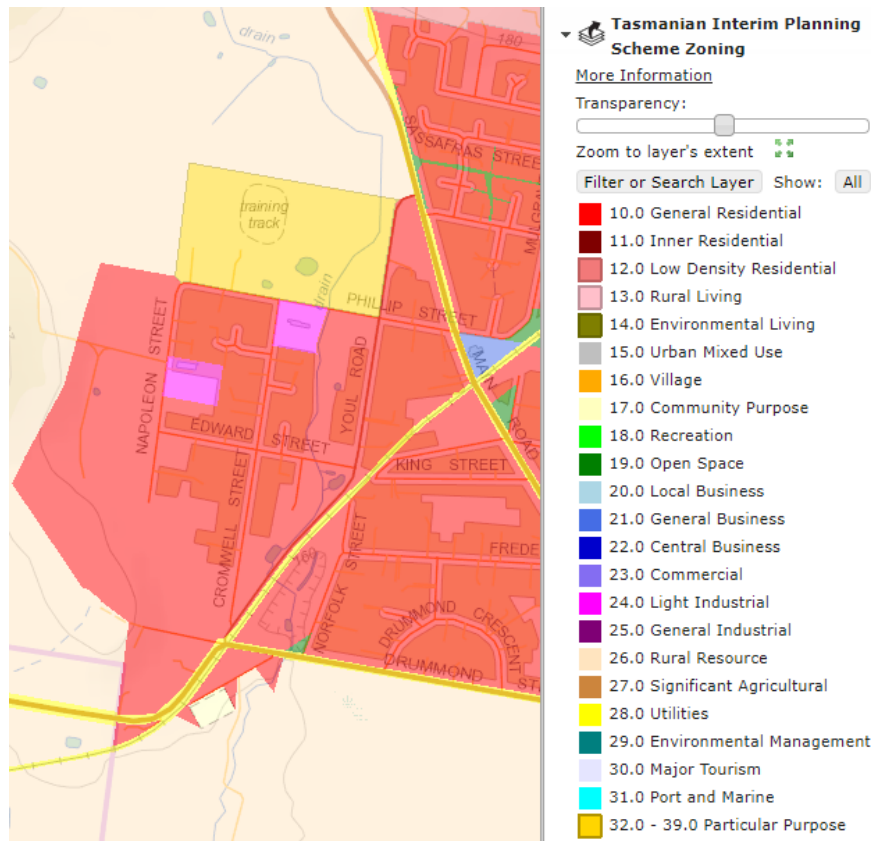 Tasmanian Interim Planning
Scheme Zoning
More Information
Transparency:
Zoom to layer's extent
Filter or Search Layer Show: All
10.0 General Residential
11.0 Inner Residential
12.0 Low Density Residential
13.0 Rural Living
14.0 Environmental Living
15.0 Urban Mixed Use
16.0 Village
17.0 Community Purpose
18.0 Recreation
19.0 Open Space
20.0 Local Business
21.0 General Business
22.0 Central Business
23.0 Commercial
24.0 Light Industrial
25.0 General Industrial
26.0 Rural Resource
27.0 Significant Agricultural
28.0 Utilities
29.0 Environmental Management
30.0 Major Tourism
31.0 Port and Marine
32.0 - 39.0 Particular Purpose
drain
180
SASSAFRAS STREE
training
track
MULGRA
drain
PHILLIP STREET
NAPOLEON STREET
YOUL ROAD
MAIN ROAD
EDWARD STREET
KING STREET
CROMWELL STREET
160
NORFOLK STREET
FREDE
DRUMMOND CRESCENT
DRUMMOND ST